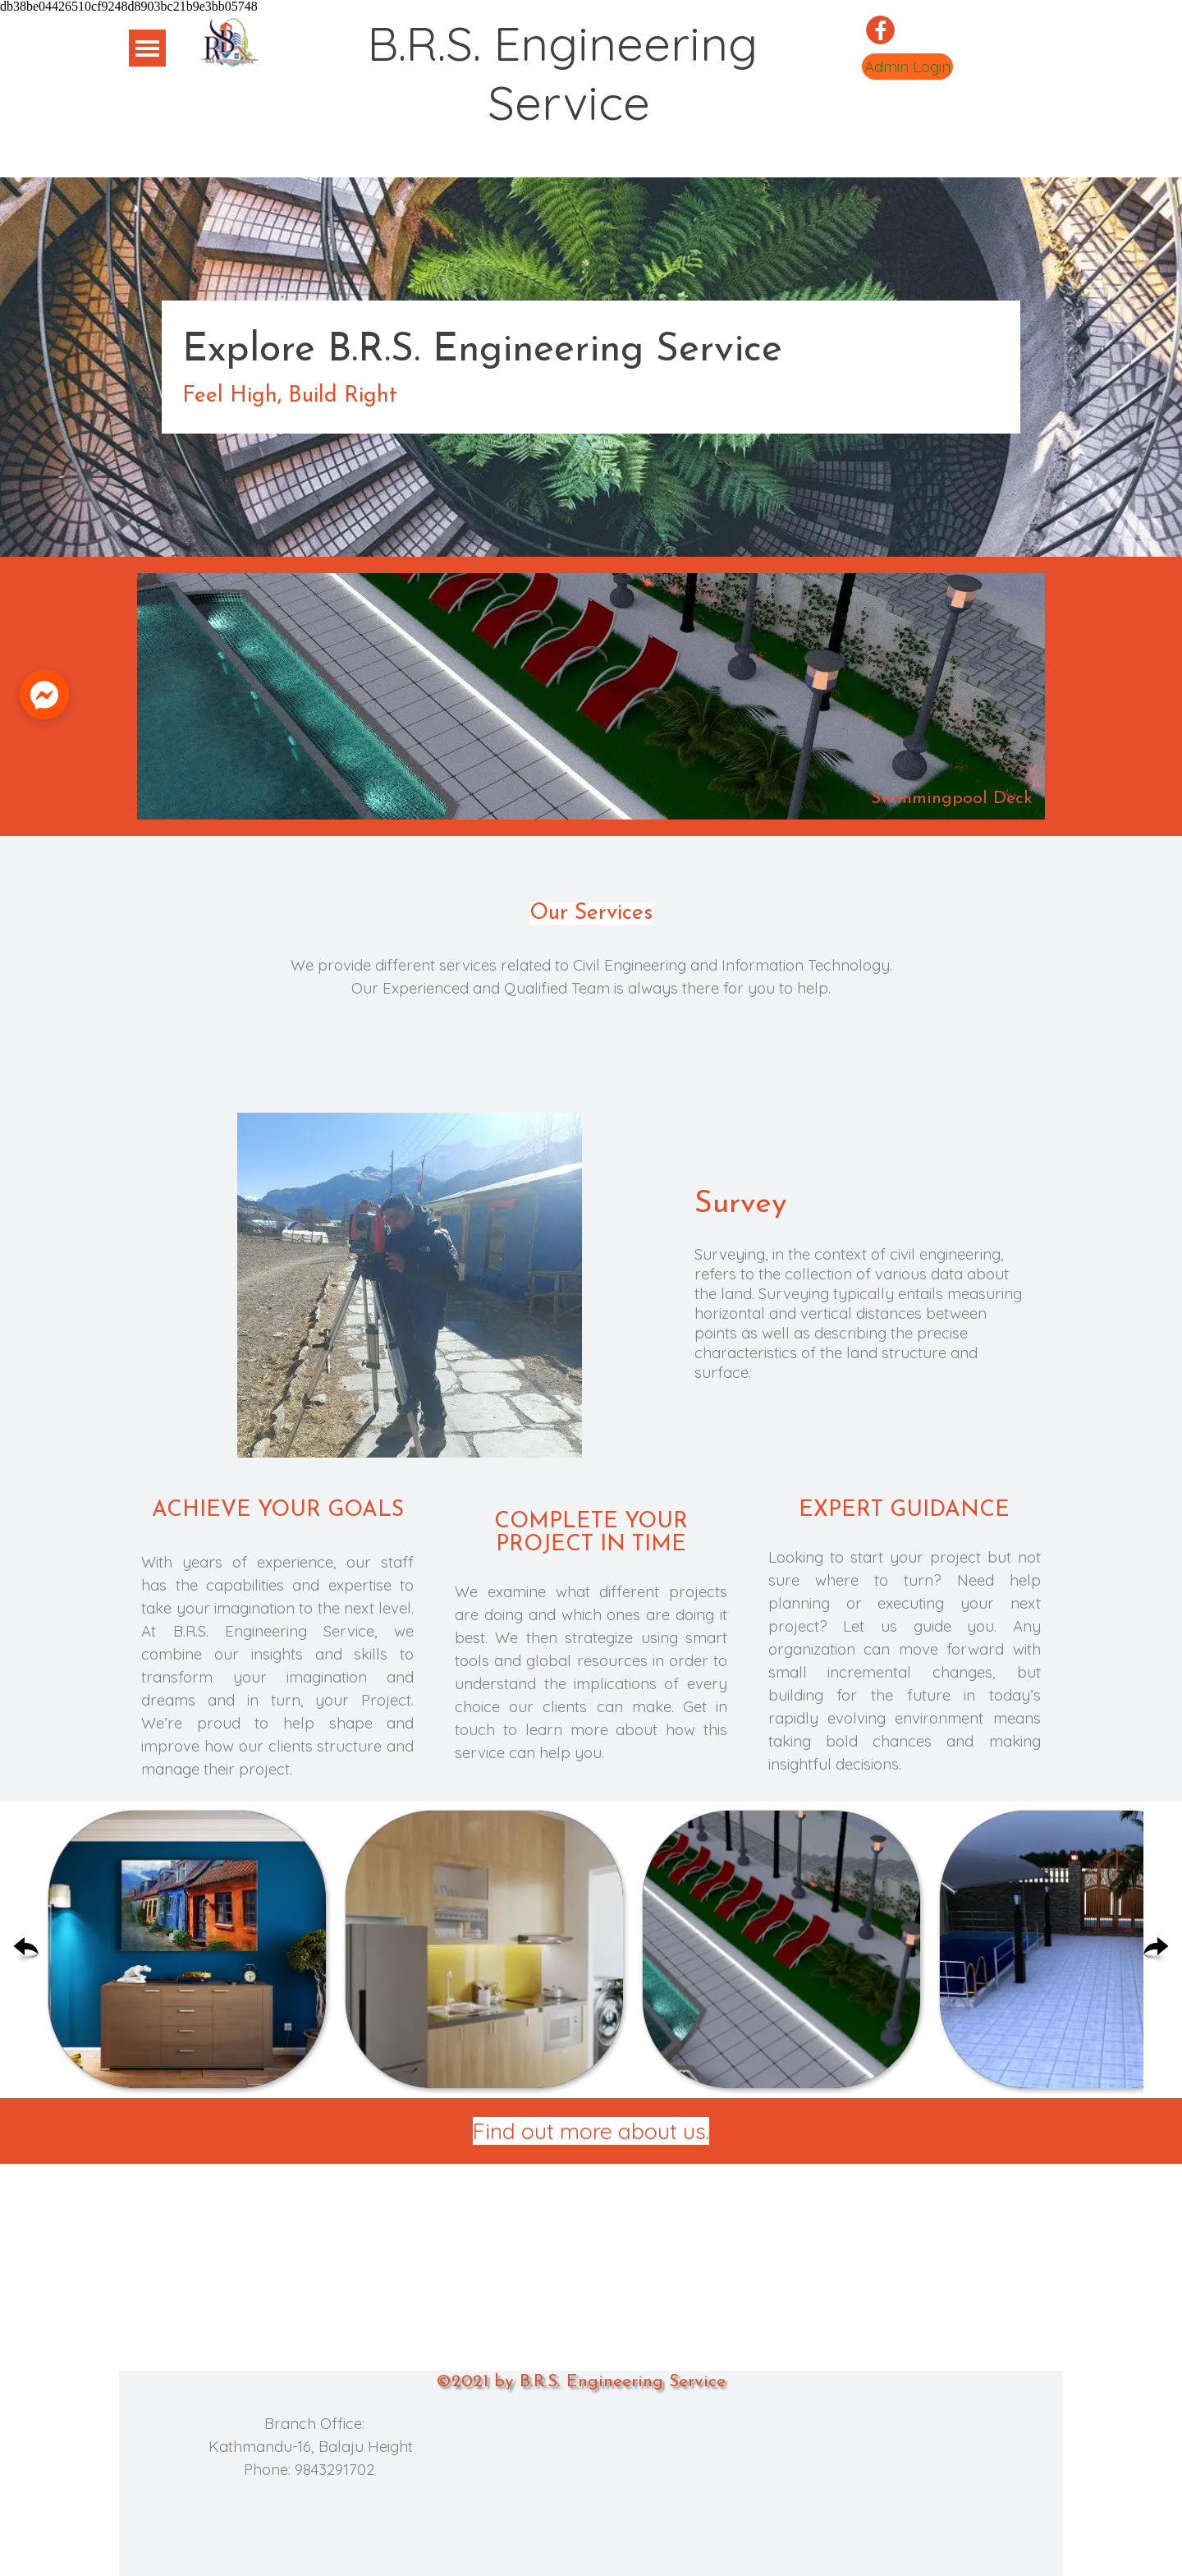 db38be04426510cf9248d8903bc21b9e3bb05748
B.R.S. Engineering
Service
Admin Login
Explore B.R.S. Engineering Service
Feel High, Build Right
Swimmingpool Deck
Our Services
We provide different services related to Civil Engineering and Information Technology.
Our Experienced and Qualified Team is always there for you to help.
Survey
Surveying, in the context of civil engineering,
refers to the collection of various data about
the land. Surveying typically entails measuring
horizontal and vertical distances between
points as well as describing the precise
characteristics of the land structure and
surface.
ACHIEVE YOUR GOALS
With years of experience, our staff
has the capabilities and expertise to
take your imagination to the next level.
At B.R.S. Engineering Service, we
combine our insights and skills to
transform your imagination and
dreams and in turn, your Project.
We're proud to help shape and
improve how our clients structure and
manage their project.
COMPLETE YOUR
PROJECT IN TIME
We examine what different projects
are doing and which ones are doing it
best. We then strategize using smart
tools and global resources in order to
understand the implications of every
choice our clients can make. Get in
touch to learn more about how this
service can help you.
EXPERT GUIDANCE
Looking to start your project but not
sure where to turn? Need help
planning or executing your next
project? Let us guide you. Any
organization can move forward with
small incremental changes, but
building for the future in today's
rapidly evolving environment means
taking bold chances and making
insightful decisions.
Find out more about us.
©2021 by B.R.S. Engineering Service
Branch Office:
Kathmandu-16, Balaju Height
Phone: 9843291702